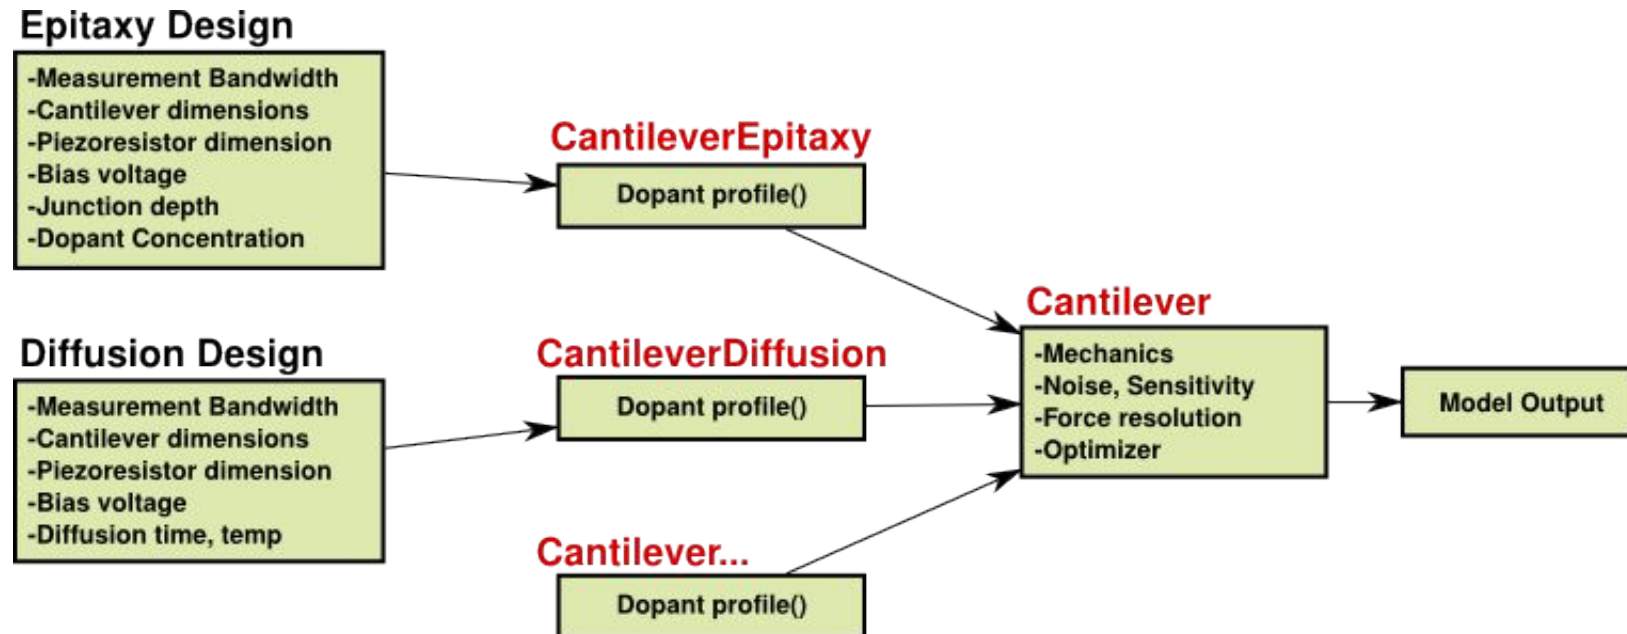 Epitaxy Design
-Measurement Bandwidth
-Cantilever dimensions
-Piezoresistor dimension
-Bias voltage
-Junction depth
-Dopant Concentration
CantileverEpitaxy
Dopant profile()
Diffusion Design
-Measurement Bandwidth
-Cantilever dimensions
-Piezoresistor dimension
-Bias voltage
-Diffusion time, temp
CantileverDiffusion
Dopant profile()
Cantilever...
Dopant profile()
Cantilever
-Mechanics
-Noise, Sensitivity
-Force resolution
-Optimizer
Model Output